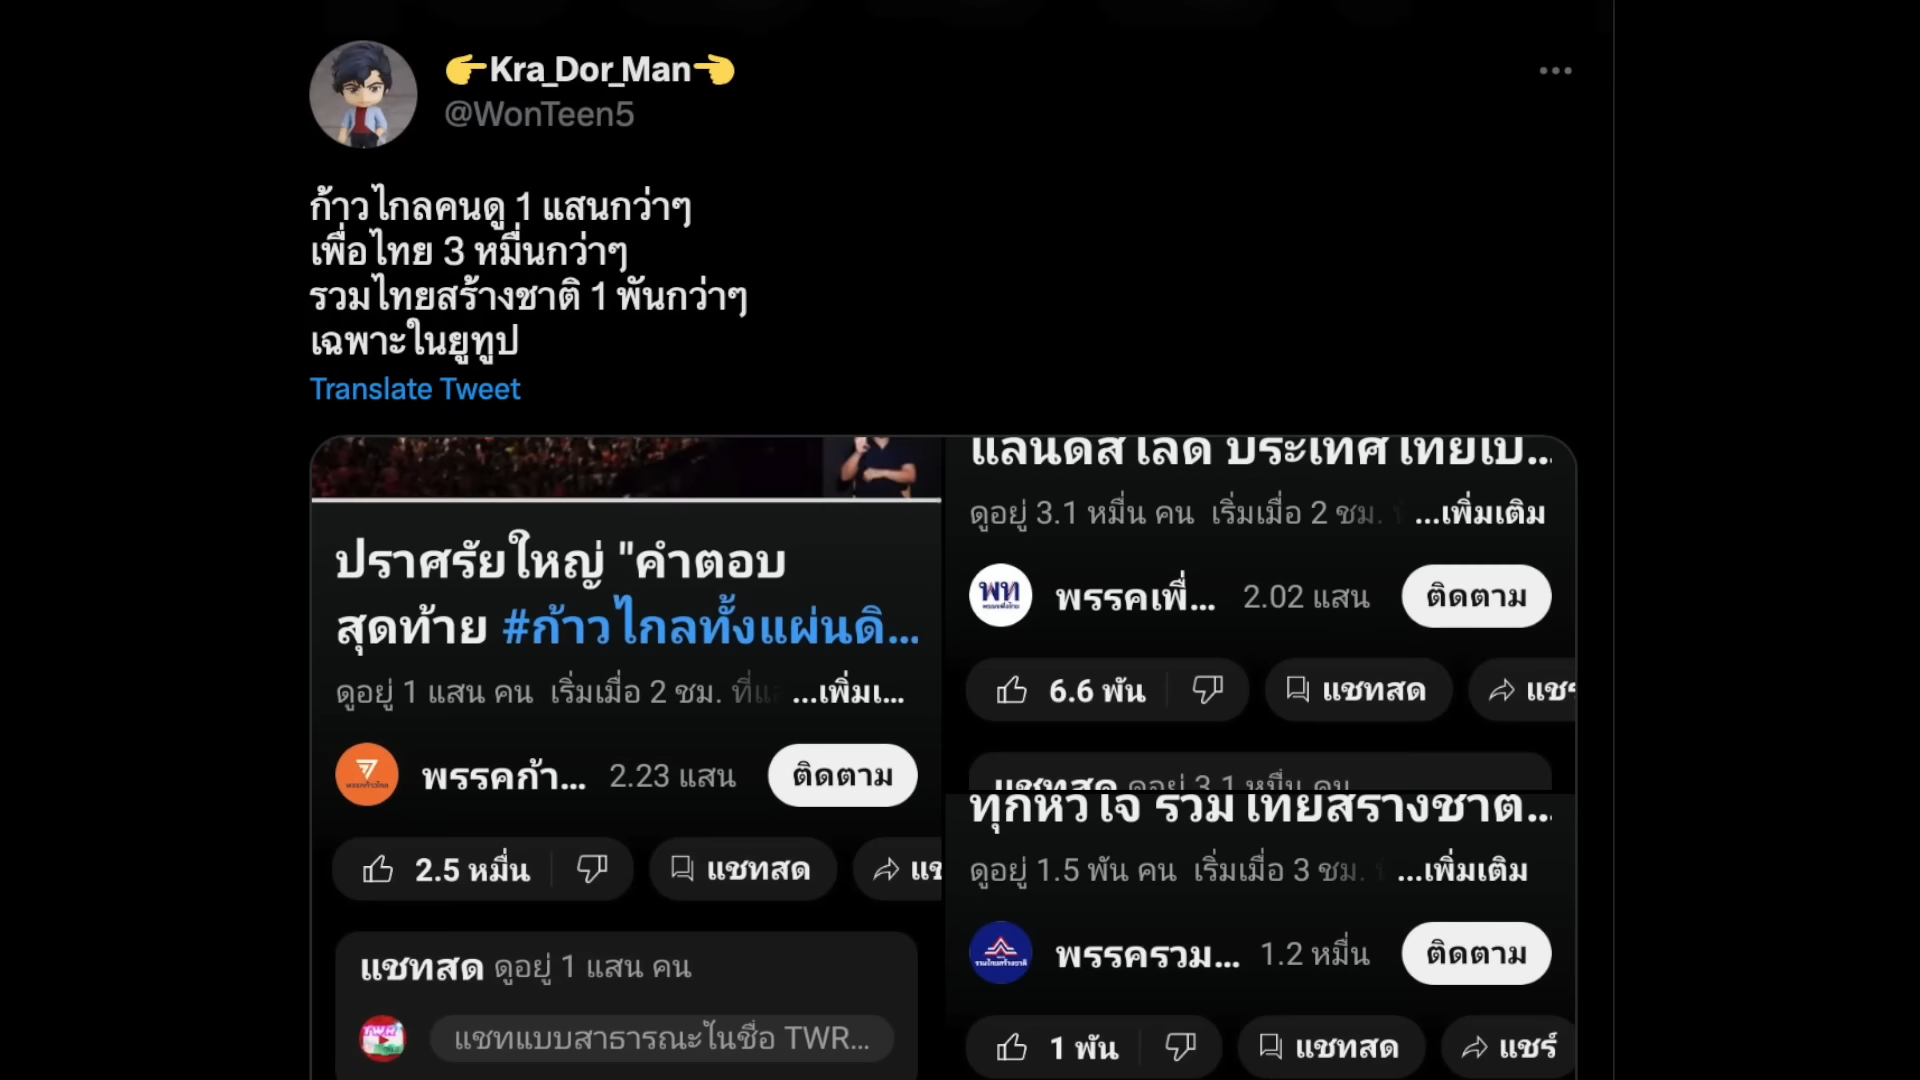 👉Kra_Dor_Man👈
@WonTeen5
ก้าวไกลคนดู 1 แสนกว่าๆ
เพื่อไทย 3 หมื่นกว่าๆ
รวมไทยสร้างชาติ 1 พันกว่าๆ
เฉพาะในยูทูป
Translate Tweet
ปราศรัยใหญ่ "คำตอบ
สุดท้าย #ก้าวไกลทั้งแผ่นดิ...
ดูอยู่ 1 แสน คน เริ่มเมื่อ 2 ชม. ...เพิ่มเ...
พรรคก้า... 2.23 แสน ติดตาม
2.5 หมื่น แชทสด แช
แชทสด ดูอยู่ 1 แสน คน
แชทแบบสาธารณะในชื่อ TWR...
แลนด์สไลด์ ประเทศไทยเป...
ดูอยู่ 3.1 หมื่น คน เริ่มเมื่อ 2 ชม. ...เพิ่มเติม
พท
พรรคเพื่... 2.02 แสน ติดตาม
6.6 พัน แชทสด แชร
แชทสด ดูอยู่ 3.1 หมื่น คน
ทุกหัวใจ รวมไทยสร้างชาติ...
ดูอยู่ 1.5 พัน คน เริ่มเมื่อ 3 ชม. ...เพิ่มเติม
รวมไทยสร้างชาติ
พรรครวม... 1.2 หมื่น ติดตาม
1 พัน แชทสด แชร์